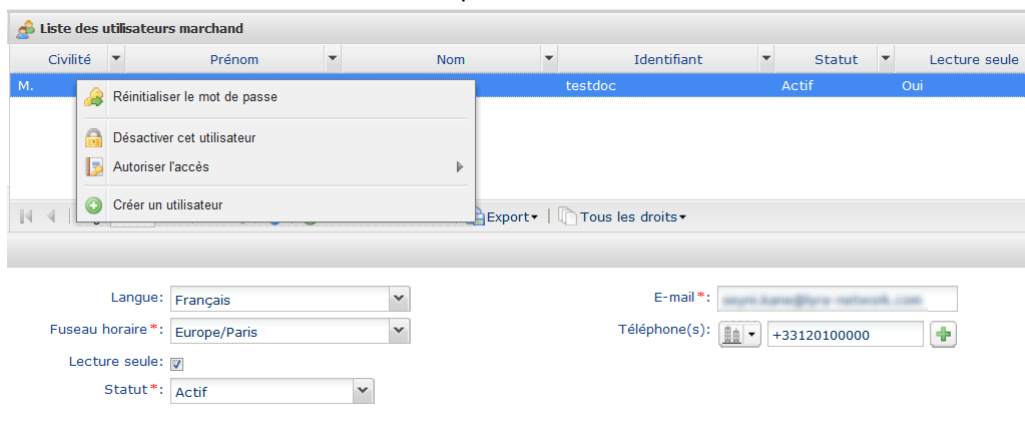 Liste des utilisateurs marchand
Civilité Prénom Nom Identifiant Statut Lecture seule
M. testdoc Actif Oui
Réinitialiser le mot de passe
Désactiver cet utilisateur
Autoriser l'accès
Créer un utilisateur
Export Tous les droits
Langue: Français E-mail*:
Fuseau horaire*: Europe/Paris Téléphone(s): +33120100000
Lecture seule:
Statut*: Actif